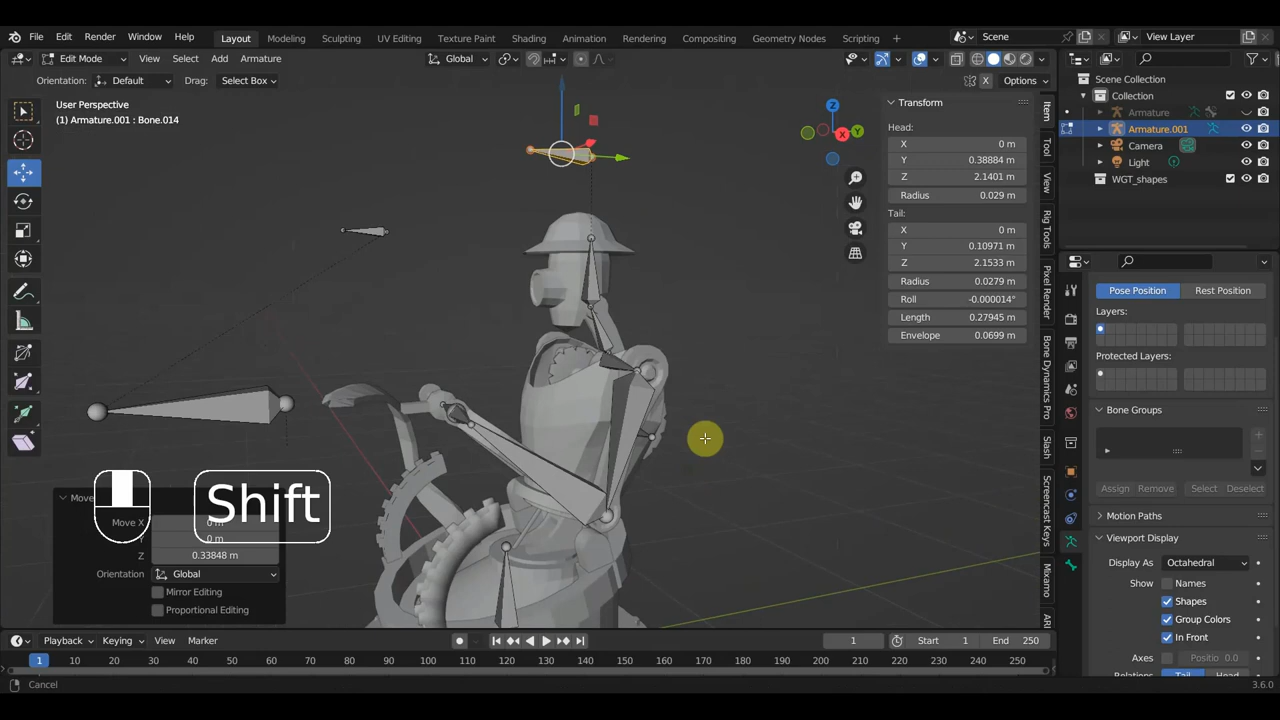 File Edit Render Window Help Layout Modeling Sculpting UV Editing Texture Paint Shading Animation Rendering Compositing Geometry Nodes Scripting + Scene View Layer
Edit Mode View Select Add Armature Global
Orientation: Default Drag: Select Box X Options
User Perspective
(1) Armature.001 : Bone.014
Z
Y
X
Transform
Head:
X 0 m
Y 0.38884 m
Z 2.1401 m
Radius 0.029 m
Tail:
X 0 m
Y 0.10971 m
Z 2.1533 m
Radius 0.0279 m
Roll -0.000014°
Length 0.27945 m
Envelope 0.0699 m
Item
Tool
View
Rig Tools
Pixel Render
Bone Dynamics Pro
Slash
Screencast Keys
Mixamo
ARI
Scene Collection
Collection
Armature
Armature.001
Camera
Light
WGT_shapes
Pose Position Rest Position
Layers:
Protected Layers:
Bone Groups
Assign Remove Select Deselect
Motion Paths
Viewport Display
Display As Octahedral
Show Names
Shapes
Group Colors
In Front
Axes Positio 0.0
Relations Tail Head
Shift
Move
Move X 0 m
Y 0 m
Z 0.33848 m
Orientation Global
Mirror Editing
Proportional Editing
Playback Keying View Marker 1 Start 1 End 250
1 10 20 30 40 50 60 70 80 90 100 110 120 130 140 150 160 170 180 190 200 210 220 230 240 250
Cancel 3.6.0